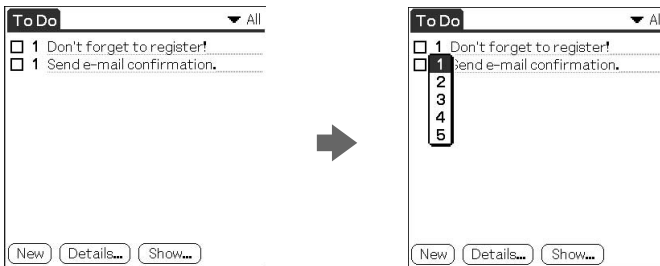 To Do ▼ All
1 Don't forget to register!
1 Send e-mail confirmation.
New Details... Show...
To Do ▼ Al
1 Don't forget to register!
1 end e-mail confirmation.
2
3
4
5
New Details... Show...